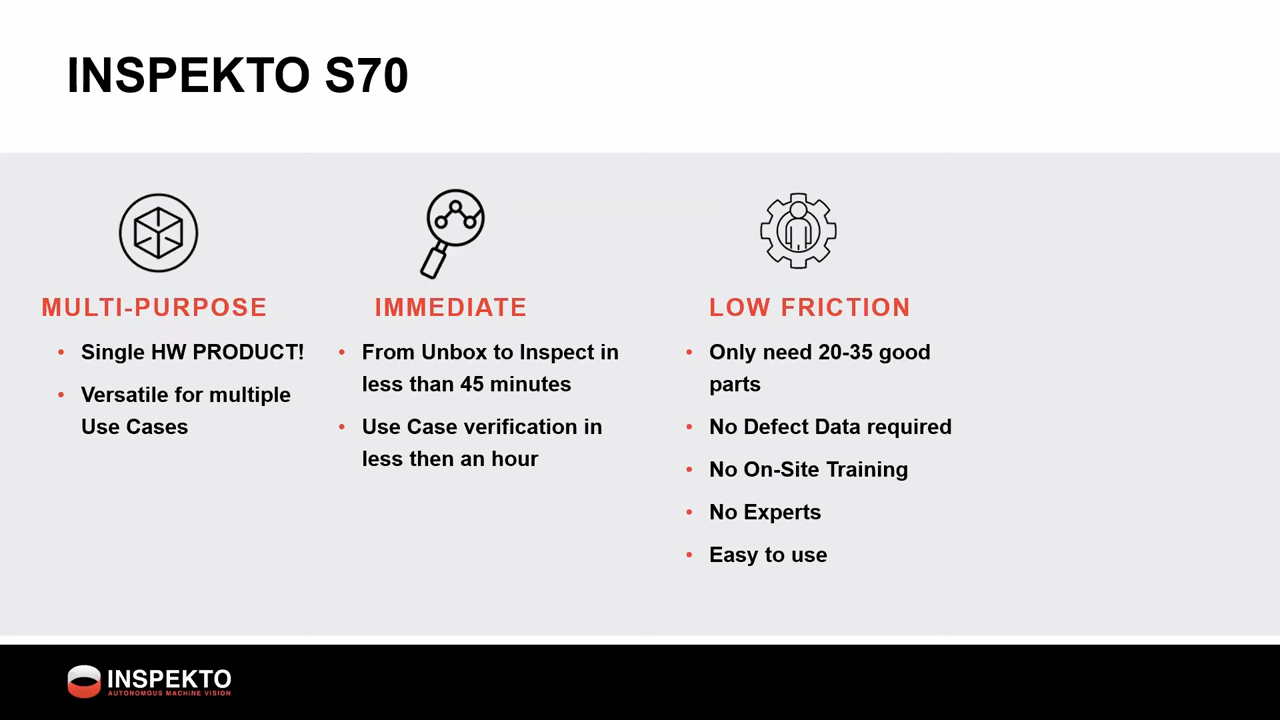 INSPEKTO S70
MULTI-PURPOSE
• Single HW PRODUCT!
• Versatile for multiple
Use Cases
IMMEDIATE
• From Unbox to Inspect in
less than 45 minutes
• Use Case verification in
less then an hour
LOW FRICTION
• Only need 20-35 good
parts
• No Defect Data required
• No On-Site Training
• No Experts
• Easy to use
INSPEKTO
AUTONOMOUS MACHINE VISION